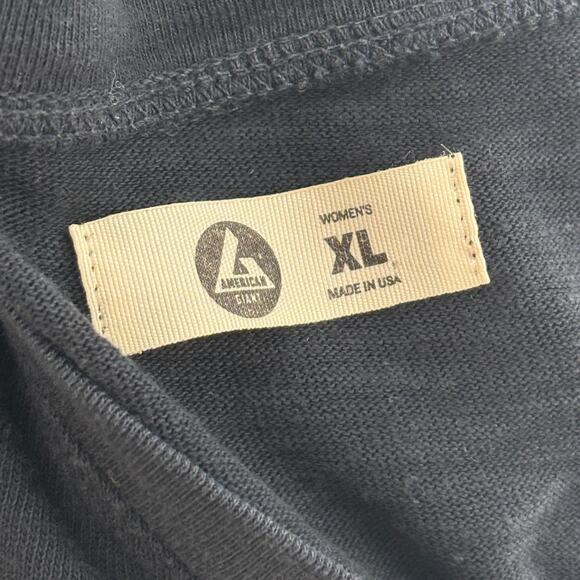 AMERICAN
GIANT
WOMEN'S
XL
MADE IN USA